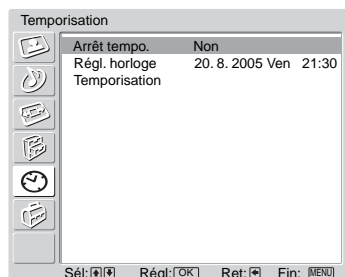 Temporisation
Arrêt tempo. Non
Régl. horloge 20. 8. 2005 Ven 21:30
Temporisation
Sél: Régl: OK Ret: Fin: MENU